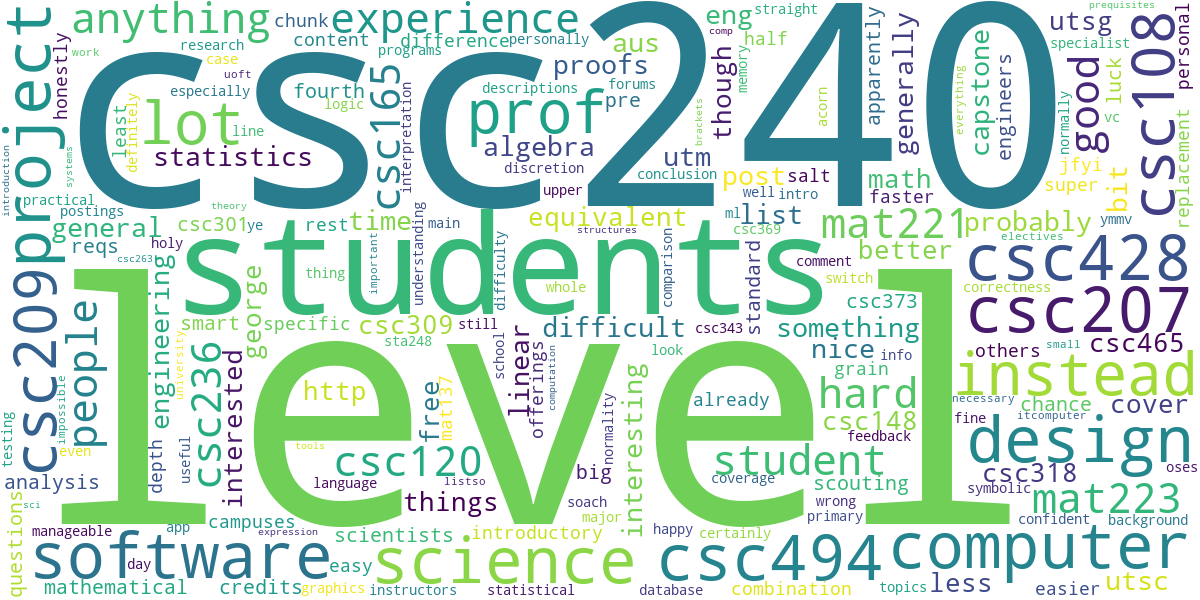 csc240
level
students
anything
experience
project
lot
prof
software
science
computer
design
instead
csc108
csc207
csc428
csc209
csc494
people
csc165
csc236
csc120
student
hard
good
mat223
mat221
difficult
equivalent
something
things
statistics
algebra
proofs
general
time
engineering
interested
george
http
free
linear
interesting
capstone
generally
though
probably
better
list
math
post
salt
utm
utsg
eng
aus
pre
content
difference
personally
straight
half
chunk
honestly
work
research
case
uoft
especially
programs
fourth
forums
descriptions
logic
least
definitely
line
interpretation
discretion
upper
conclusion
well
intro
memory
comp
brackets
acorn
apparently
faster
engineers
everything
specialist
normally
luck
vc
jfyi
super
bit
personal
prequisites
replacement
ymmv
introduction
systems
practical
theory
postings
reqs
holy
csc301
ye
rest
main
structures
ml
csc369
csc263
thing
important
understanding
difficulty
whole
comparison
standard
comment
switch
electives
correctness
csc373
smart
specific
csc309
still
sta248
csc343
nice
info
others
small
csc465
university
mat137
school
computation
offerings
look
grain
already
csc148
feedback
necessary
itcomputer
fine
chance
cover
impossible
testing
even
useful
depth
tools
language
listso
big
normality
coverage
scouting
wrong
primary
csc318
symbolic
oses
analysis
questions
sci
manageable
app
campuses
expression
scientists
introductory
soach
major
happy
certainly
confident
background
day
easy
mathematical
credits
graphics
instructors
statistical
database
combination
topics
less
easier
utsc